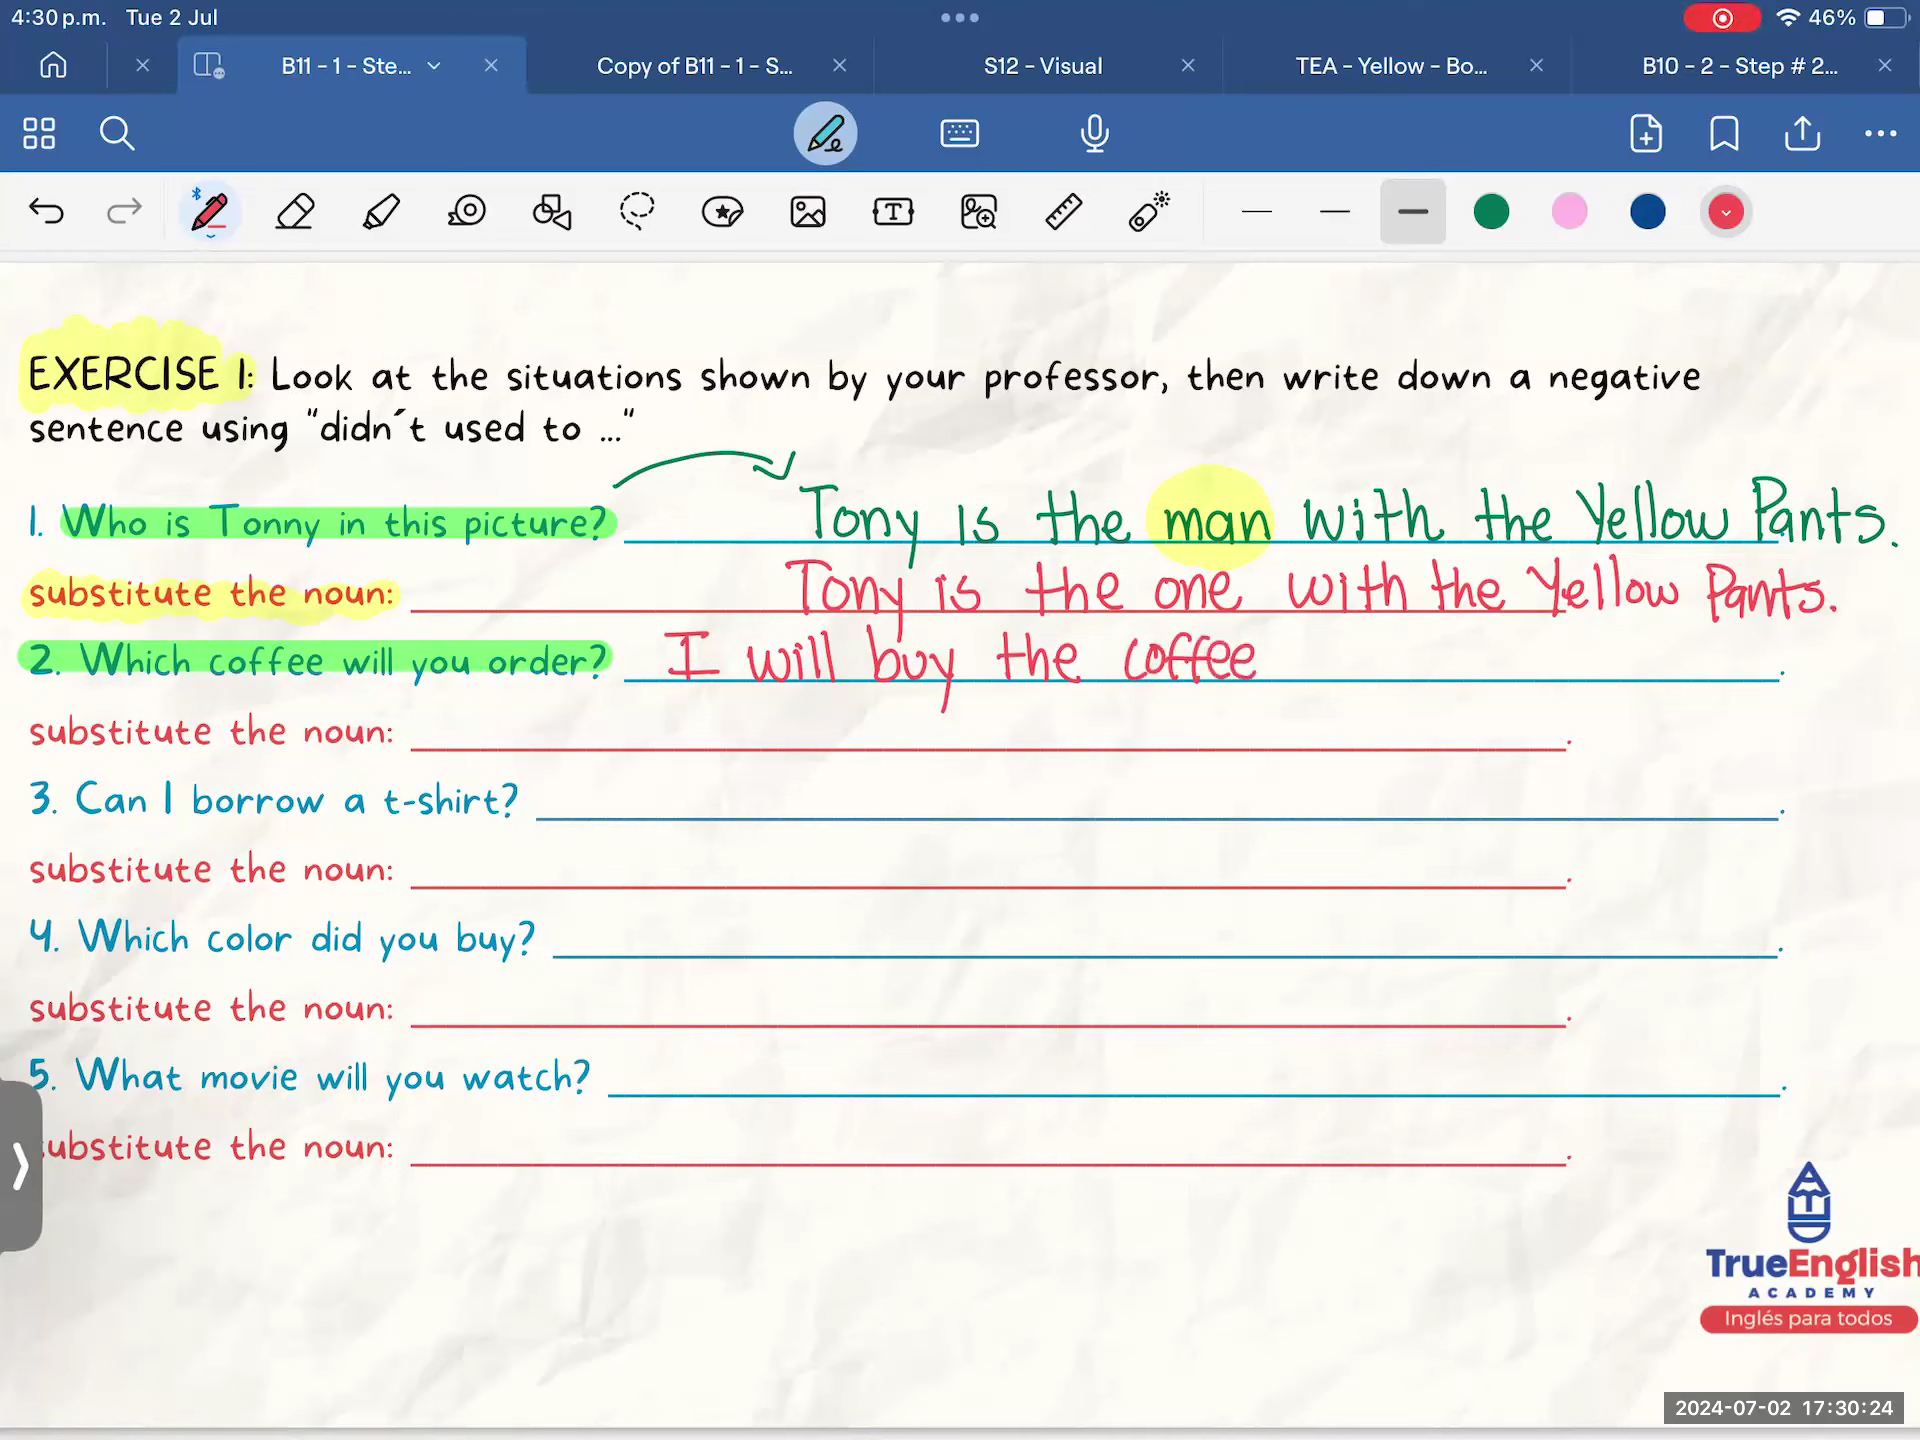 4:30 p.m. Tue 2 Jul
46%
B11 - 1 - Ste...
Copy of B11 - 1 - S...
S12 - Visual
TEA - Yellow - Bo...
B10 - 2 - Step # 2...
EXERCISE 1: Look at the situations shown by your professor, then write down a negative
sentence using "didn´t used to ..."
1. Who is Tonny in this picture? Tony is the man with the Yellow Pants.
substitute the noun: Tony is the one with the Yellow Pants.
2. Which coffee will you order? I will buy the coffee
substitute the noun:
3. Can I borrow a t-shirt?
substitute the noun:
4. Which color did you buy?
substitute the noun:
5. What movie will you watch?
substitute the noun:
TrueEnglish
ACADEMY
Inglés para todos
2024-07-02 17:30:24